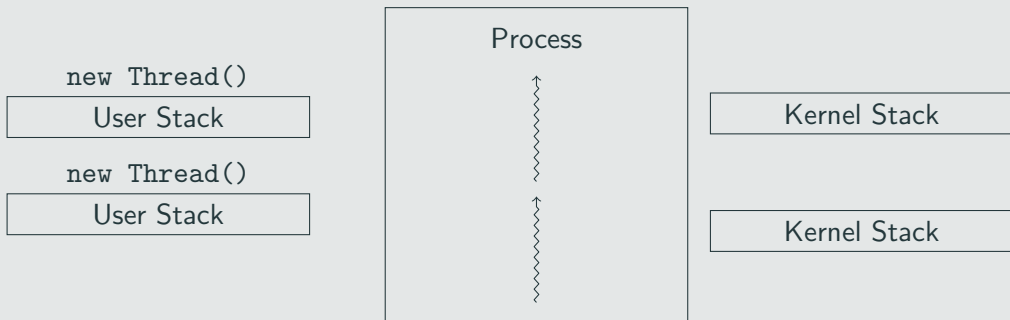 Process
new Thread()
User Stack
Kernel Stack
new Thread()
User Stack
Kernel Stack